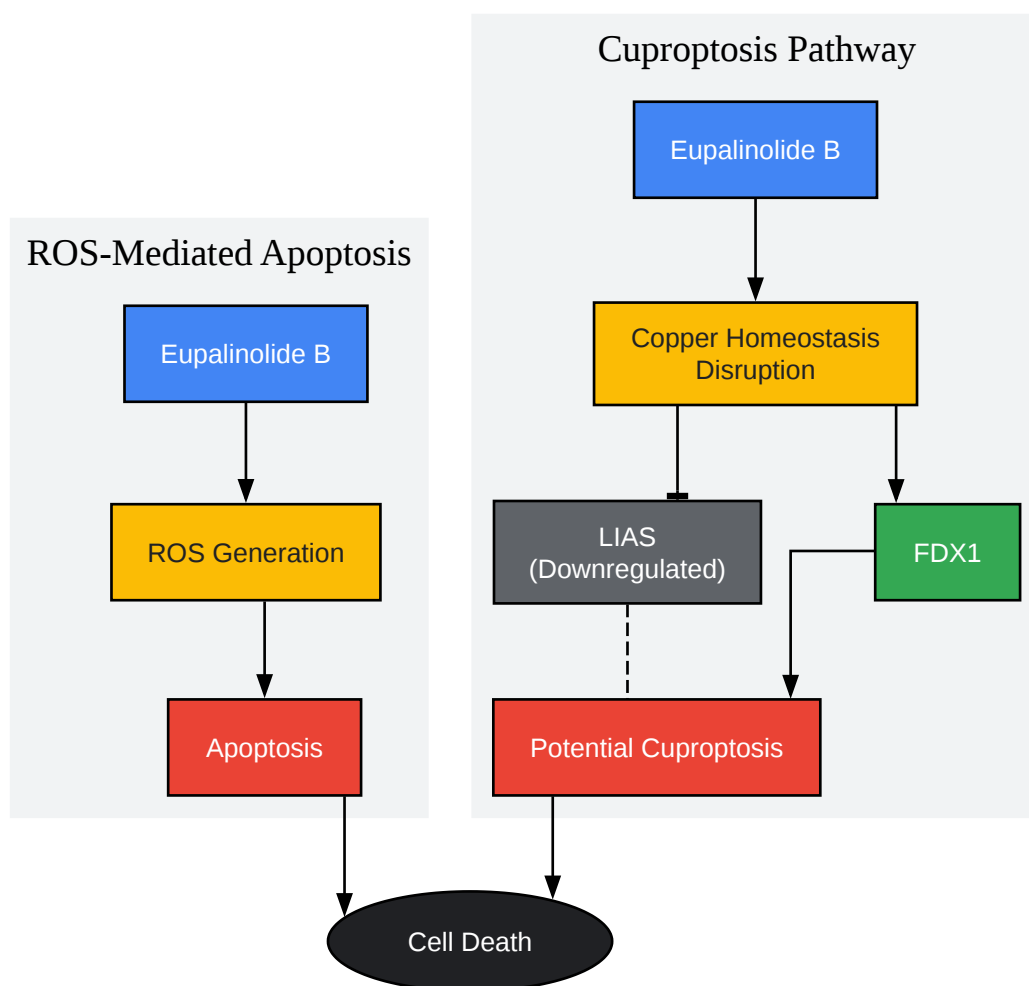 Cuproptosis Pathway
Eupalinolide B
Copper Homeostasis
Disruption
LIAS
(Downregulated)
FDX1
Potential Cuproptosis
ROS-Mediated Apoptosis
Eupalinolide B
ROS Generation
Apoptosis
Cell Death